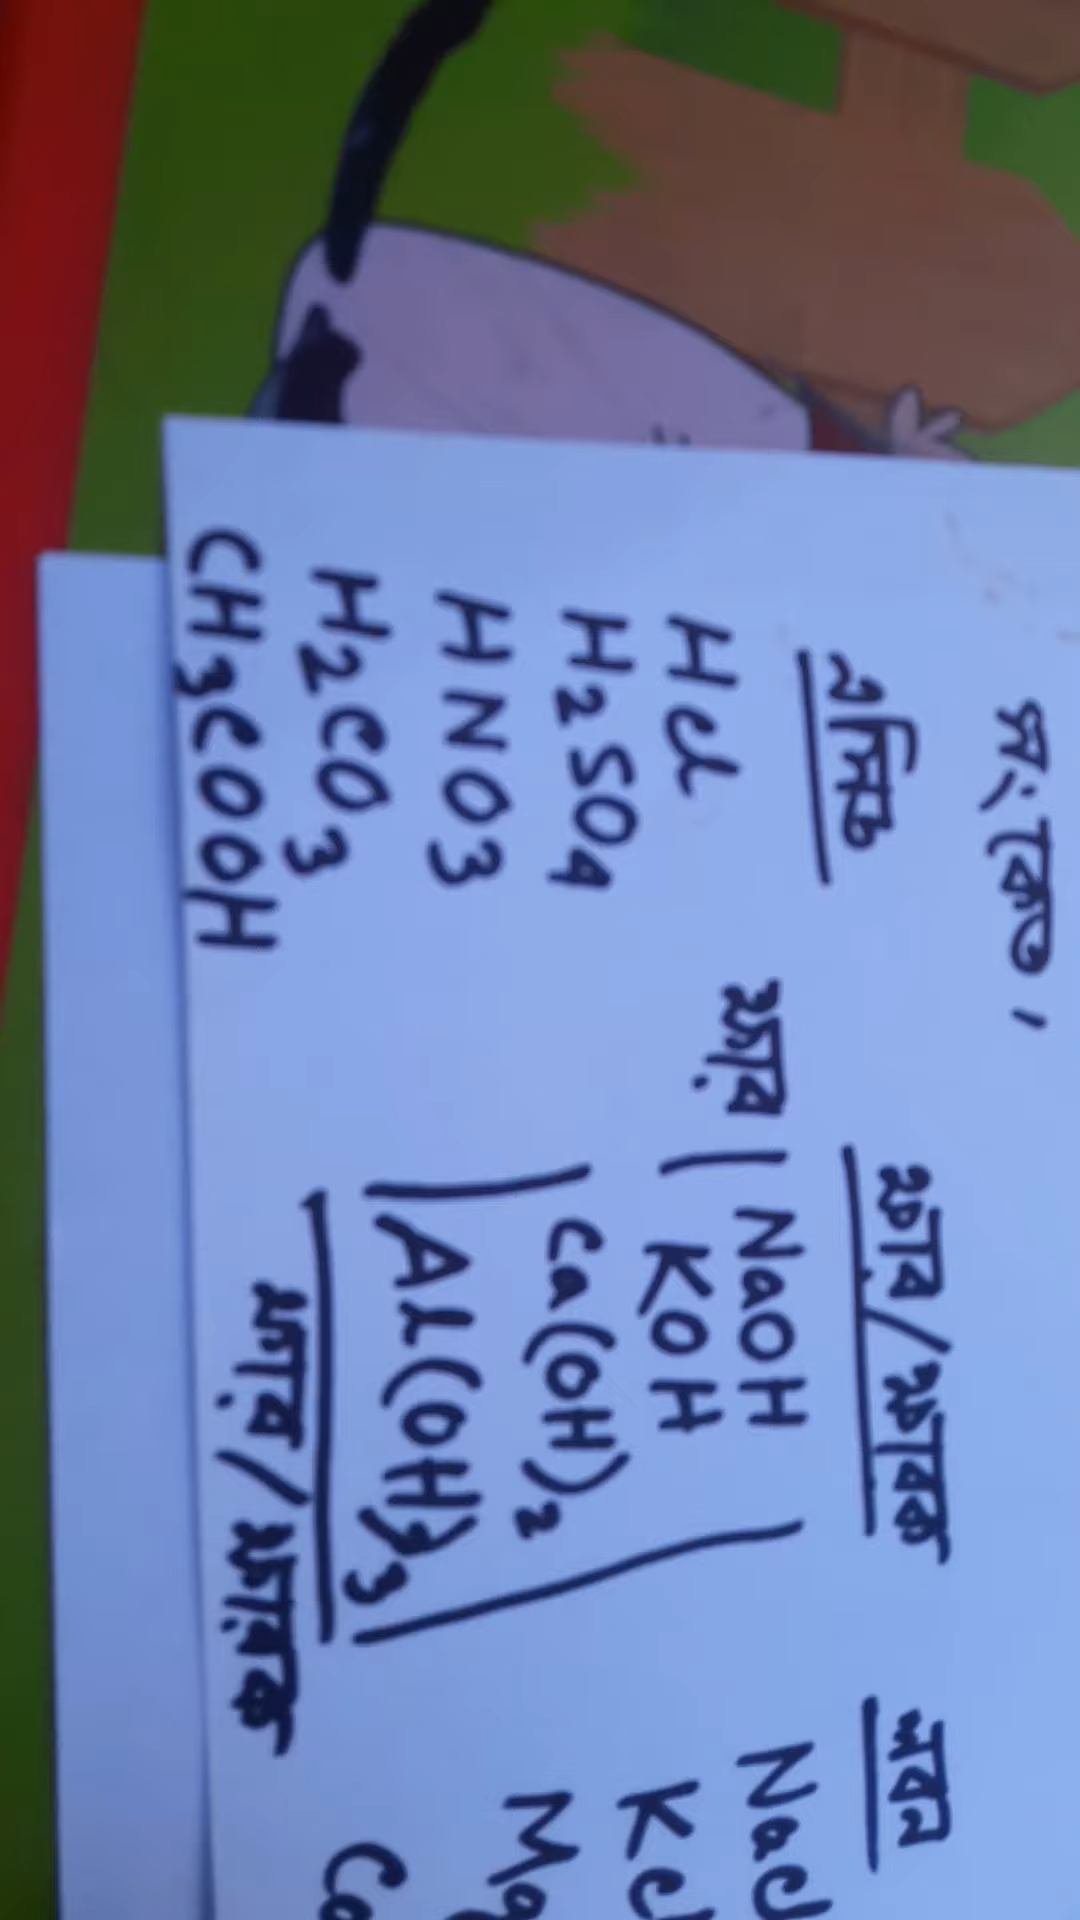 সংকেত,
এসিড
HCl
H2SO4
HNO3
H2CO3
CH3COOH
ক্ষার/ক্ষারক
ক্ষার | NaOH
KOH
Ca(OH)2
Al(OH)3
ক্ষার/ক্ষারক
লবন
NaCl
KCl